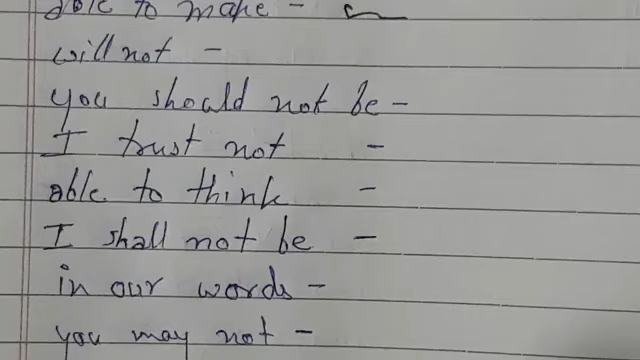 able to make -
will not -
you should not be -
I trust not -
able to think -
I shall not be -
in our words -
you may not -